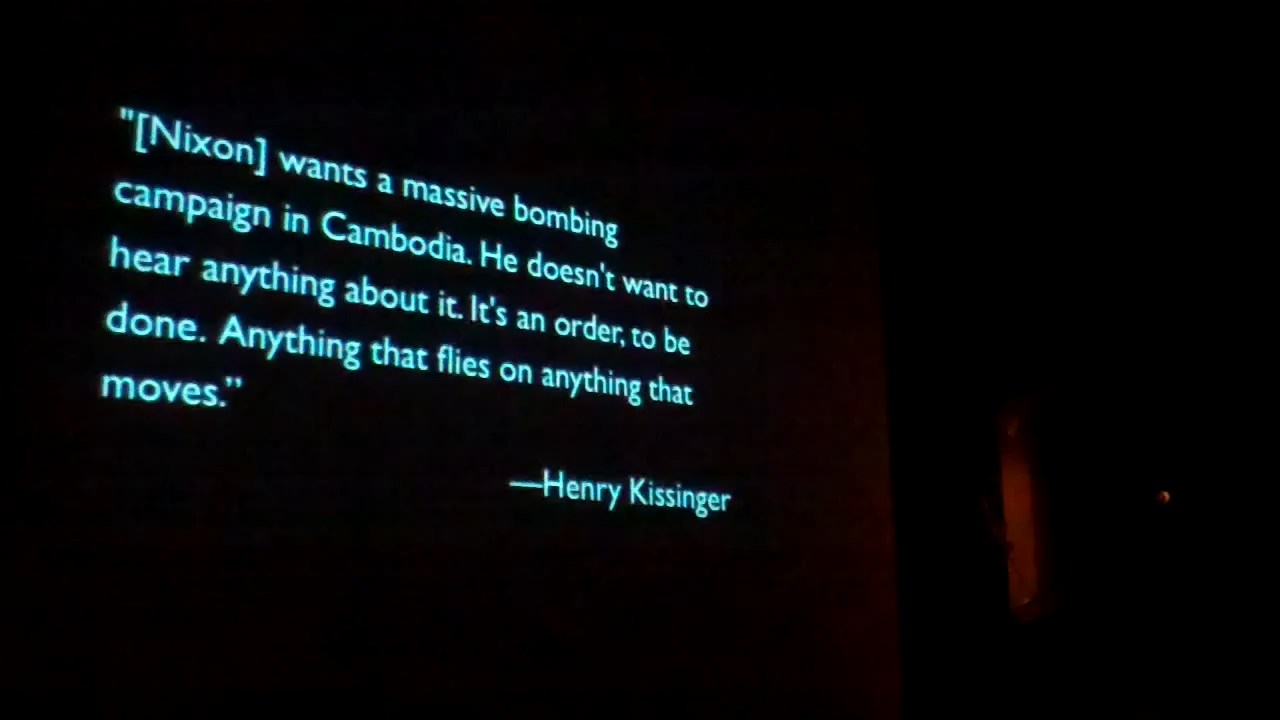 "[Nixon] wants a massive bombing
campaign in Cambodia. He doesn't want to
hear anything about it. It's an order, to be
done. Anything that flies on anything that
moves.”
—Henry Kissinger